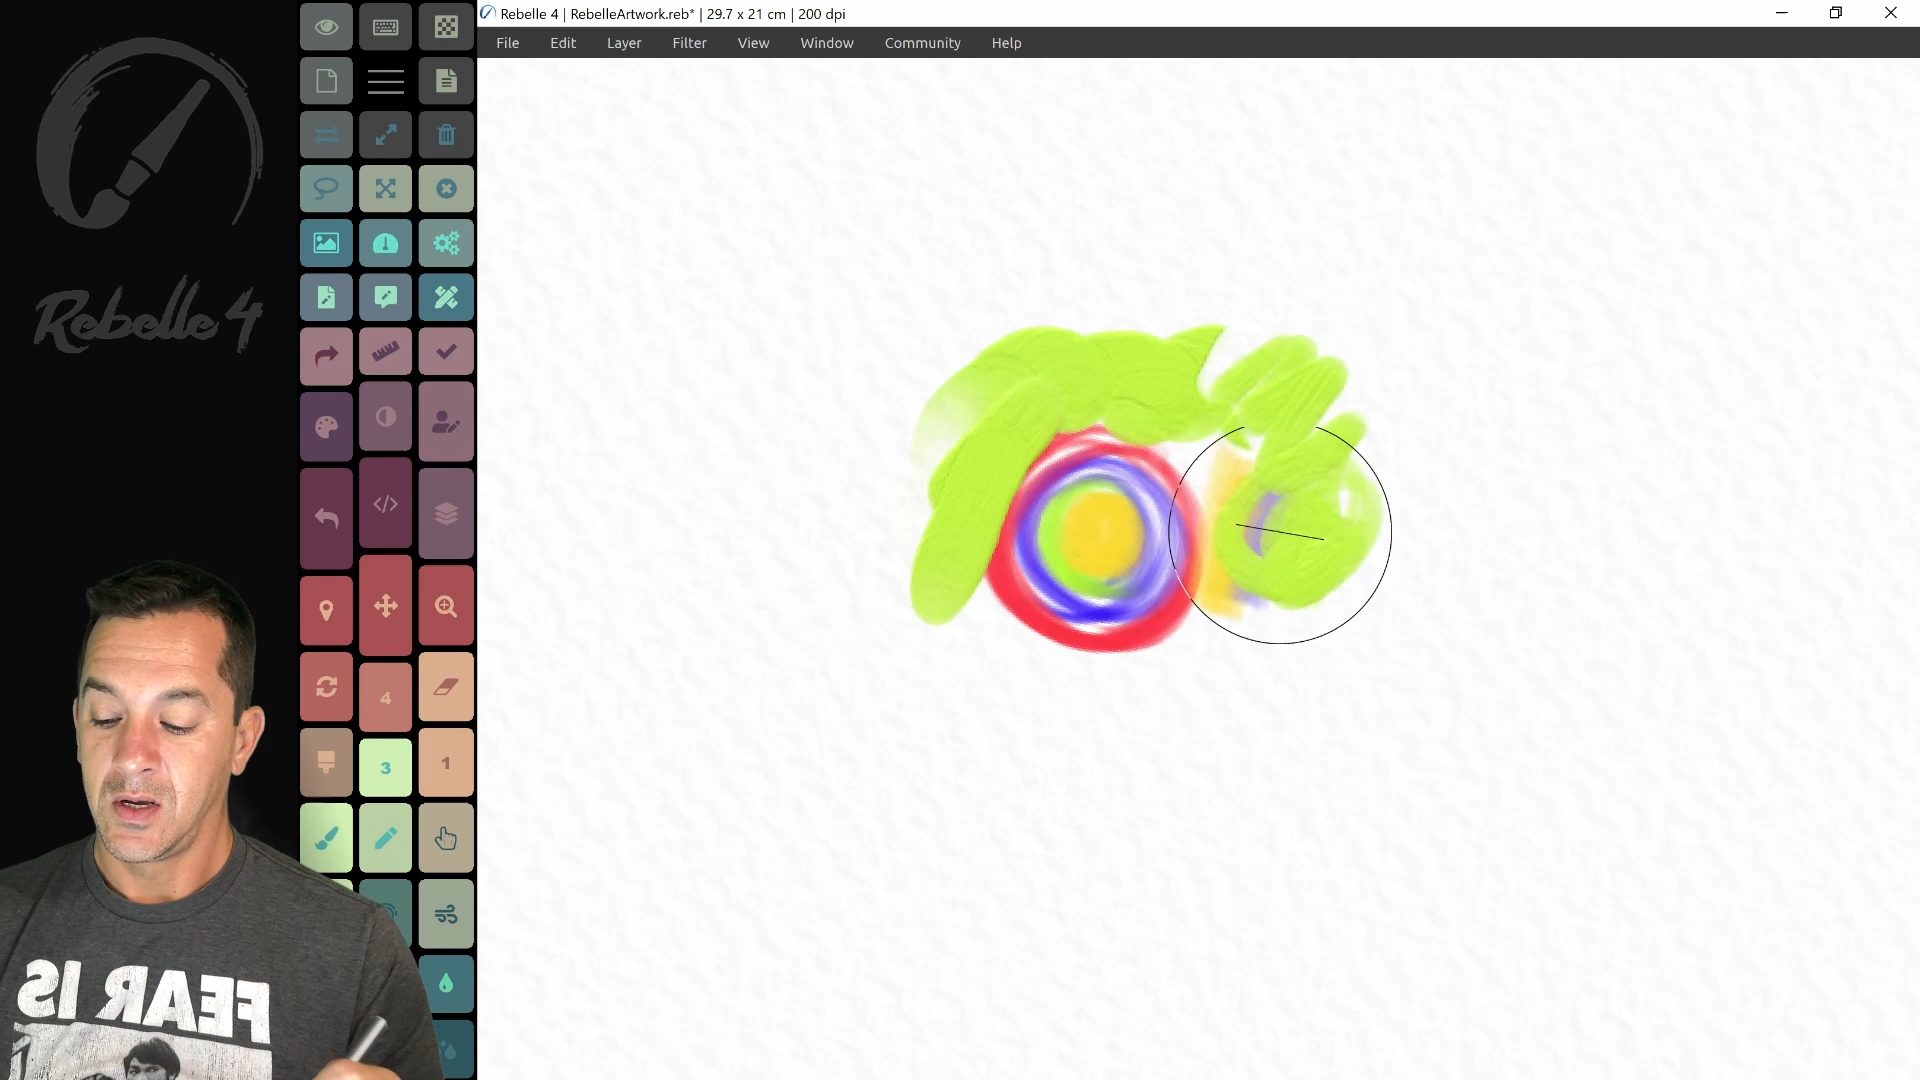 Rebelle 4 | RebelleArtwork.reb* | 29.7 x 21 cm | 200 dpi
File Edit Layer Filter View Window Community Help
Rebelle 4
4
3
1
FEAR IS